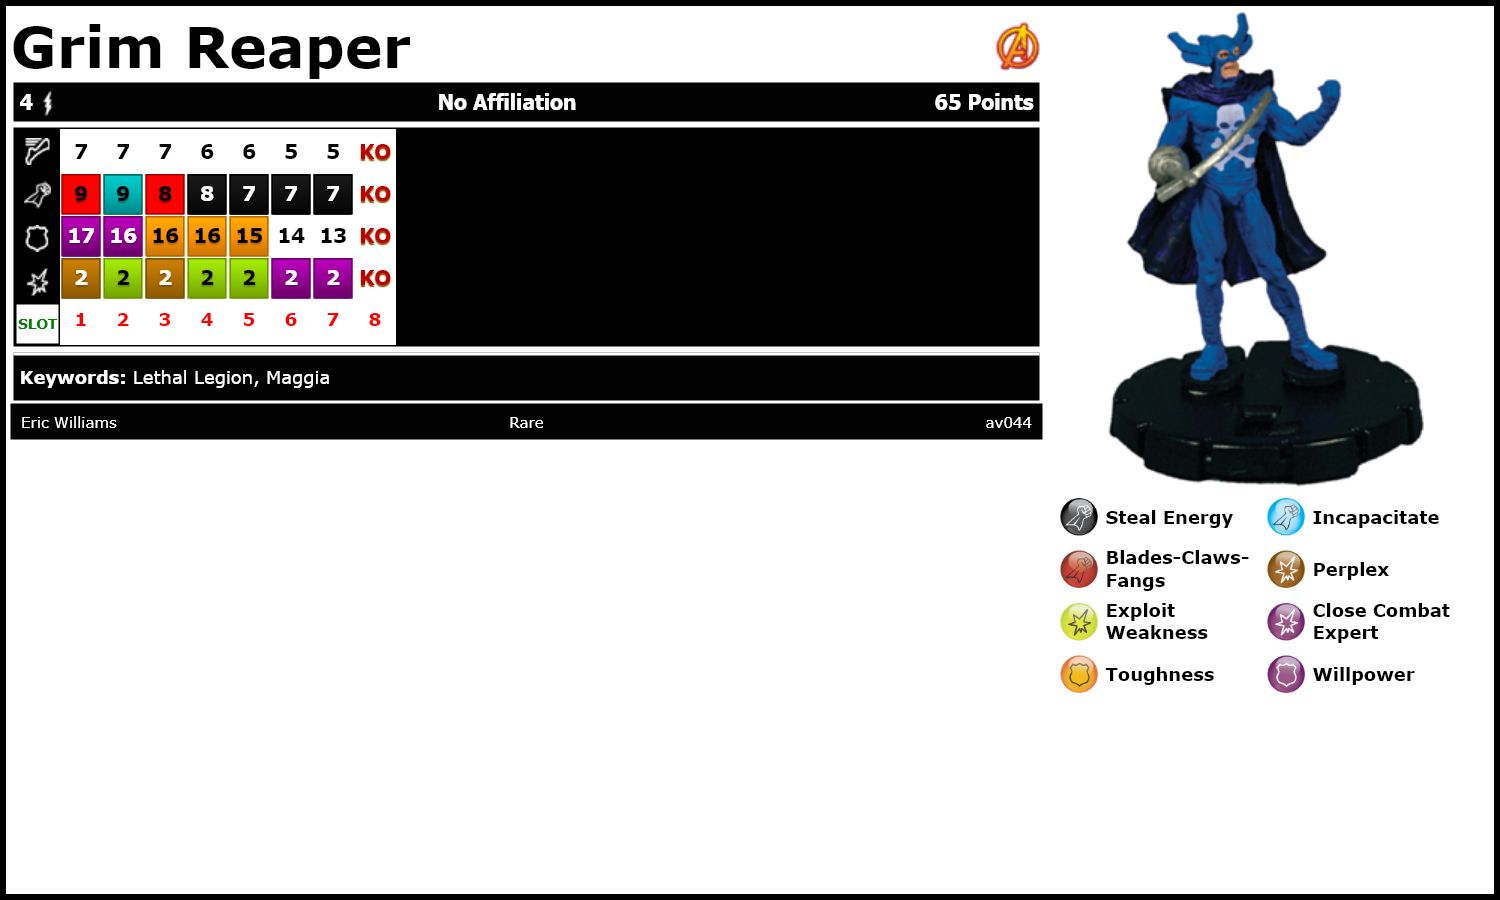 Grim Reaper
4 No Affiliation 65 Points
7 7 7 6 6 5 5 KO
9 9 8 8 7 7 7 KO
17 16 16 16 15 14 13 KO
2 2 2 2 2 2 2 KO
SLOT 1 2 3 4 5 6 7 8
Keywords: Lethal Legion, Maggia
Eric Williams Rare av044
Steal Energy Incapacitate
Blades-Claws-
Fangs
Perplex
Exploit
Weakness
Close Combat
Expert
Toughness Willpower